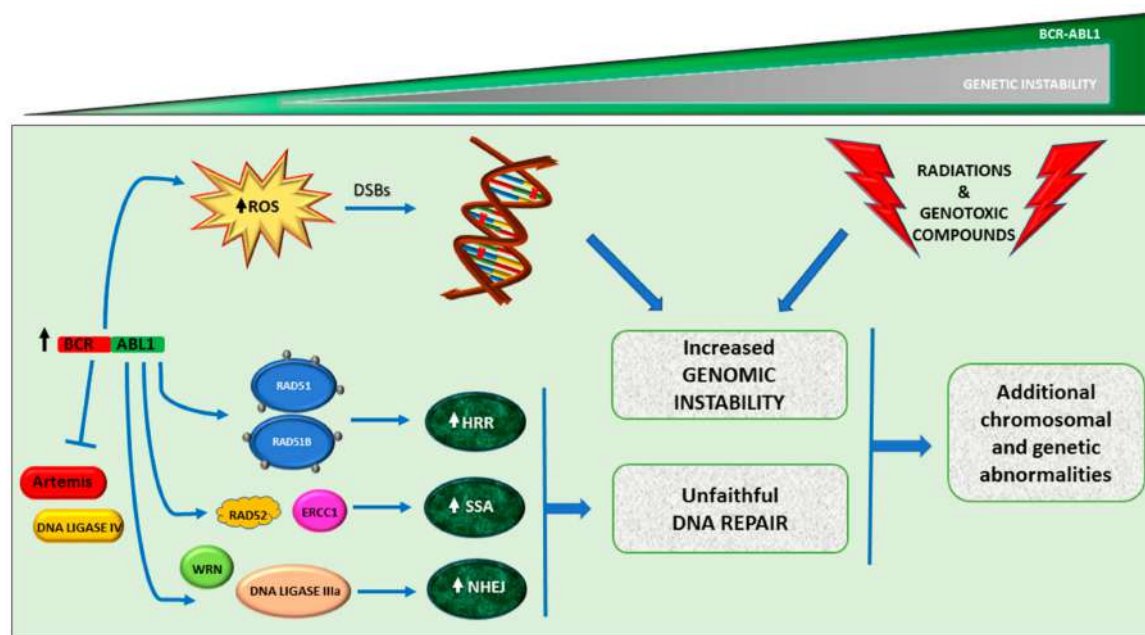 BCR-ABL1
GENETIC INSTABILITY
ROS
DSBs
RADIATIONS
&
GENOTOXIC
COMPOUNDS
BCR ABL1
RAD51
RAD51B
HRR
Increased
GENOMIC
INSTABILITY
Additional
chromosomal
and genetic
abnormalities
Artemis
DNA LIGASE IV
RAD52
ERCC1
SSA
Unfaithful
DNA REPAIR
WRN
DNA LIGASE IIIa
NHEJ